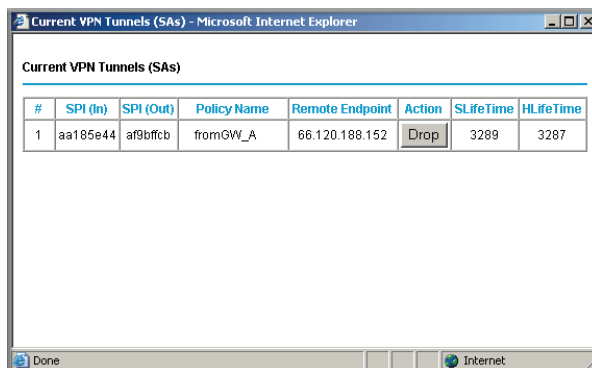 Current VPN Tunnels (SAs) - Microsoft Internet Explorer
Current VPN Tunnels (SAs)
# SPI (In) SPI (Out) Policy Name Remote Endpoint Action SLifeTime HLifeTime
1 aa185e44 af9bffcb fromGW_A 66.120.188.152 Drop 3289 3287
Done Internet